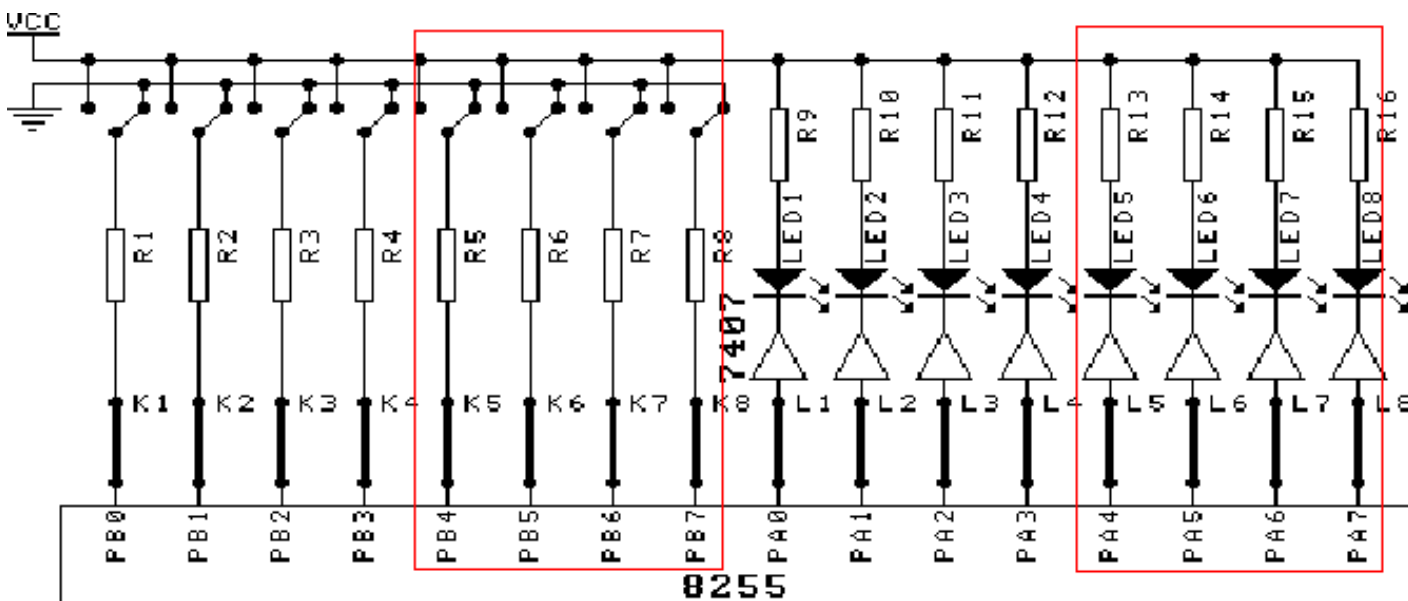 VCC
R9 R10 R11 R12 R13 R14 R15 R16
R1 R2 R3 R4 R5 R6 R7 R8
LED1 LED2 LED3 LED4 LED5 LED6 LED7 LED8
7407
K1 K2 K3 K4 K5 K6 K7 K8 L1 L2 L3 L4 L5 L6 L7 L8
PB0 PB1 PB2 PB3 PB4 PB5 PB6 PB7 PA0 PA1 PA2 PA3 PA4 PA5 PA6 PA7
8255